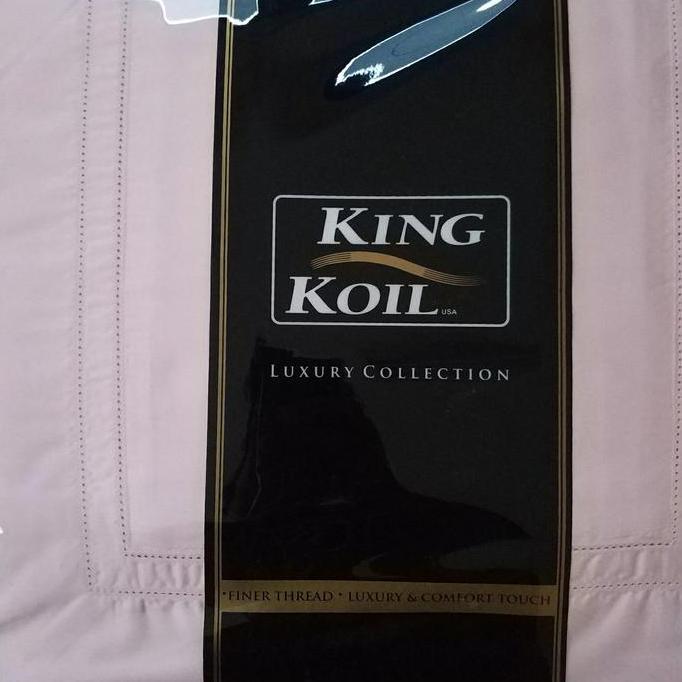 KING
KOIL USA
LUXURY COLLECTION
•FINER THREAD • LUXURY & COMFORT TOUCH